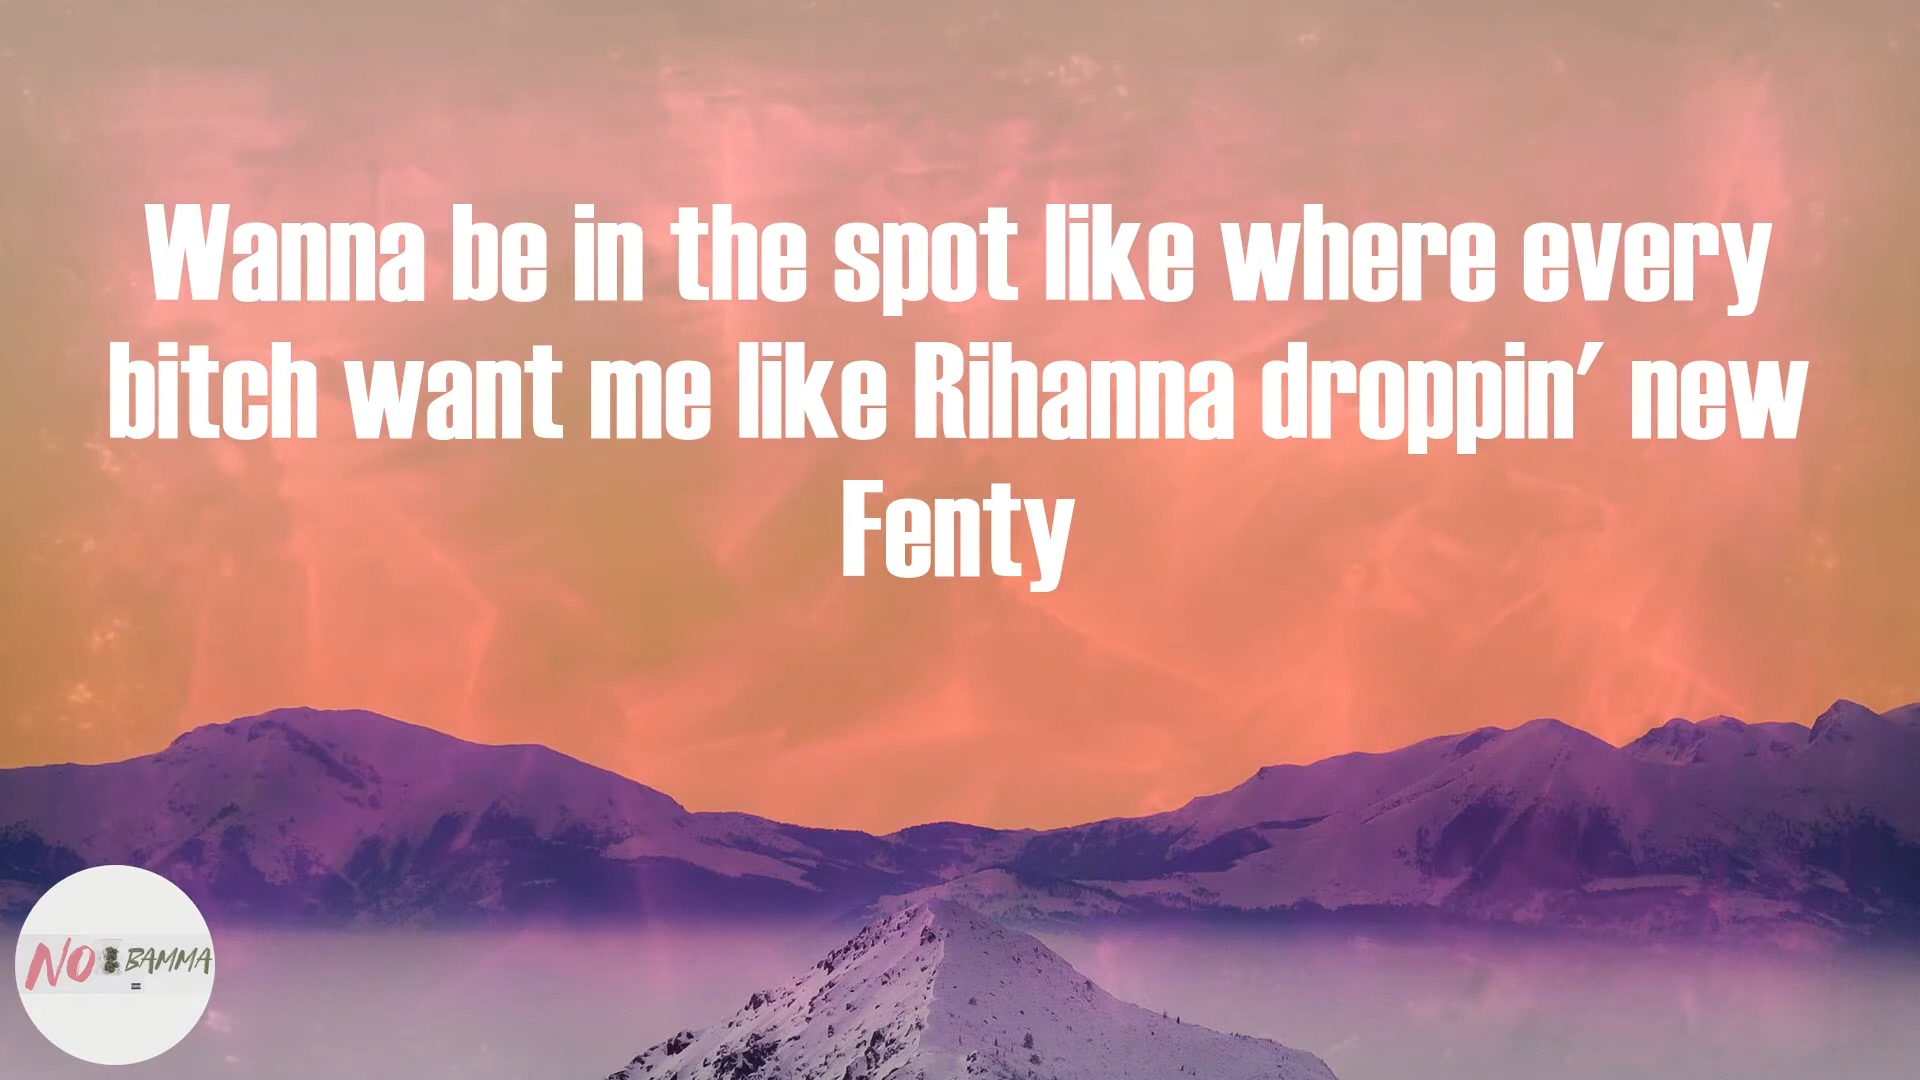 Wanna be in the spot like where every
bitch want me like Rihanna droppin' new
Fenty
NO BAMMA